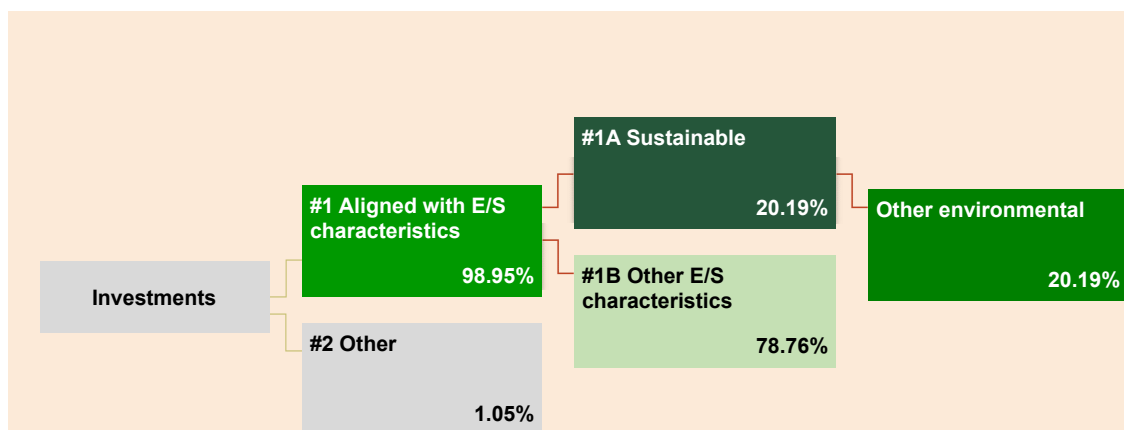 Investments
#1 Aligned with E/S
characteristics
98.95%
#2 Other
1.05%
#1A Sustainable
20.19%
#1B Other E/S
characteristics
78.76%
Other environmental
20.19%